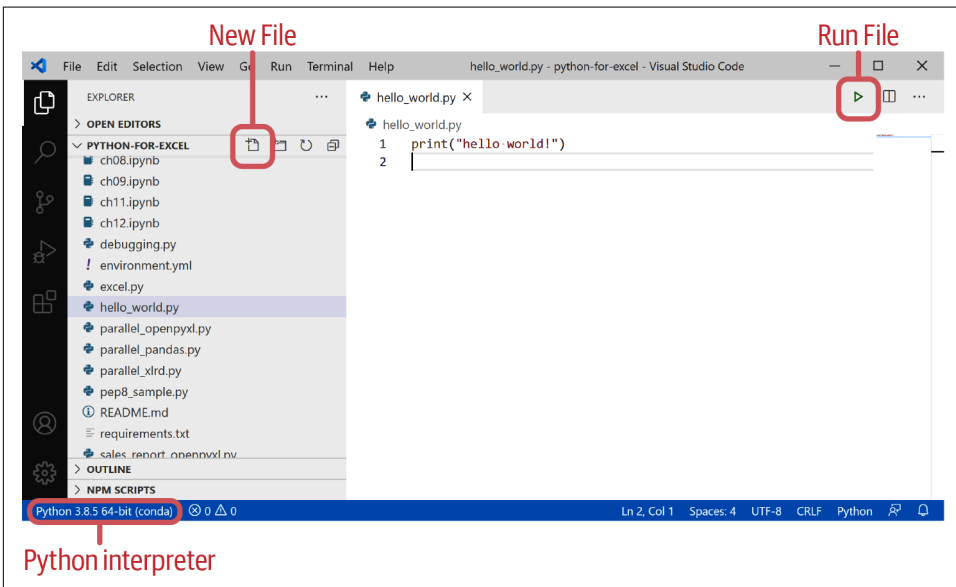 New File
Run File
File Edit Selection View Go Run Terminal Help hello_world.py - python-for-excel - Visual Studio Code
EXPLORER
hello_world.py
OPEN EDITORS
hello_world.py
PYTHON-FOR-EXCEL
1 print("hello·world!")
2
ch08.ipynb
ch09.ipynb
ch11.ipynb
ch12.ipynb
debugging.py
! environment.yml
excel.py
hello_world.py
parallel_openpyxl.py
parallel_pandas.py
parallel_xlrd.py
pep8_sample.py
README.md
requirements.txt
sales_report_openpyxl.py
OUTLINE
NPM SCRIPTS
Python 3.8.5 64-bit (conda) 0 0 Ln 2, Col 1 Spaces: 4 UTF-8 CRLF Python
Python interpreter